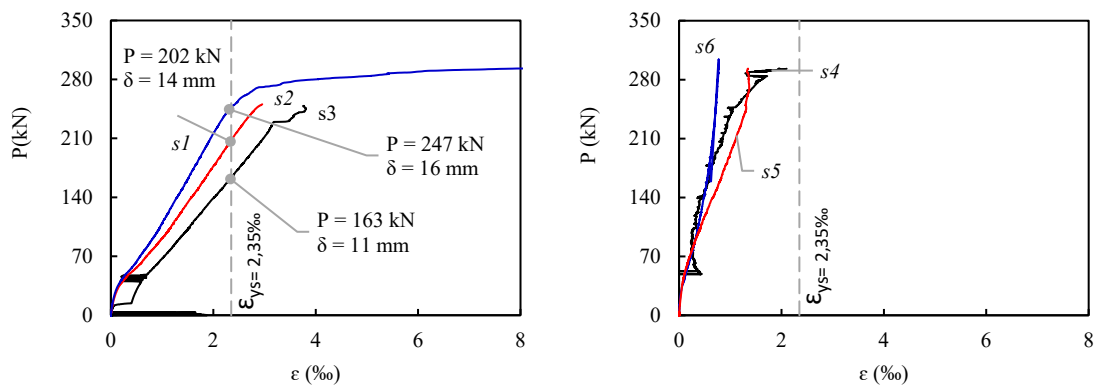 350
280
210
140
70
0
P(kN)
P = 202 kN
δ = 14 mm
s1
s2
s3
P = 247 kN
δ = 16 mm
P = 163 kN
δ = 11 mm
εys= 2,35‰
0 2 4 6 8
ε (‰)
350
280
210
140
70
0
P (kN)
s6
s4
s5
εys= 2,35‰
0 2 4 6 8
ε (‰)